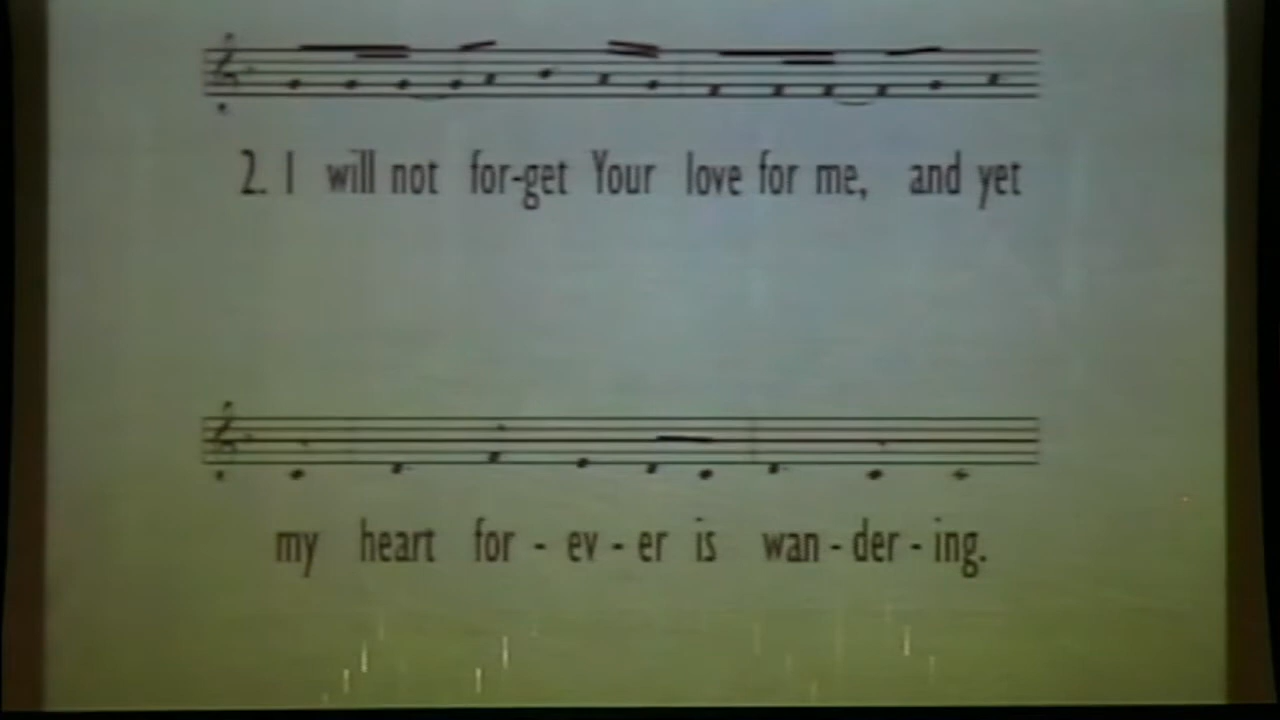 2. I will not for-get Your love for me, and yet
my heart for - ev - er is wan - der - ing.